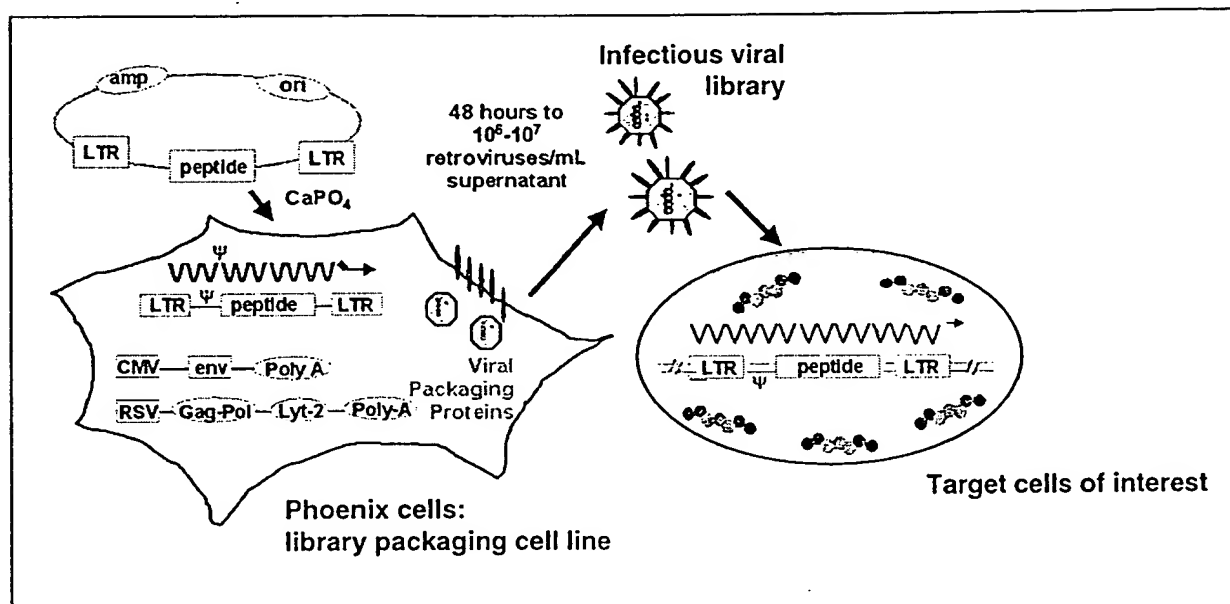 amp
ori
LTR
peptide
LTR
CaPO4
48 hours to
10⁶-10⁷
retroviruses/mL
supernatant
Infectious viral
library
Ψ
Ψ
LTR
peptide
LTR
CMV
env
Poly A
RSV
Gag-Pol
Lyt-2
Poly-A
Viral
Packaging
Proteins
Phoenix cells:
library packaging cell line
LTR
Ψ
peptide
LTR
Target cells of interest